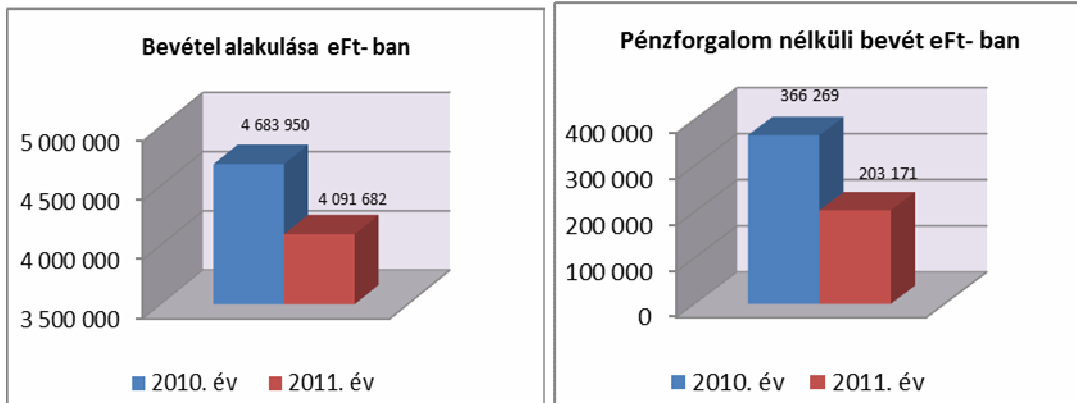 Bevétel alakulása eFt- ban
4 683 950
4 091 682
5 000 000
4 500 000
4 000 000
3 500 000
2010. év
2011. év
Pénzforgalom nélküli bevét eFt- ban
366 269
203 171
400 000
300 000
200 000
100 000
0
2010. év
2011. év